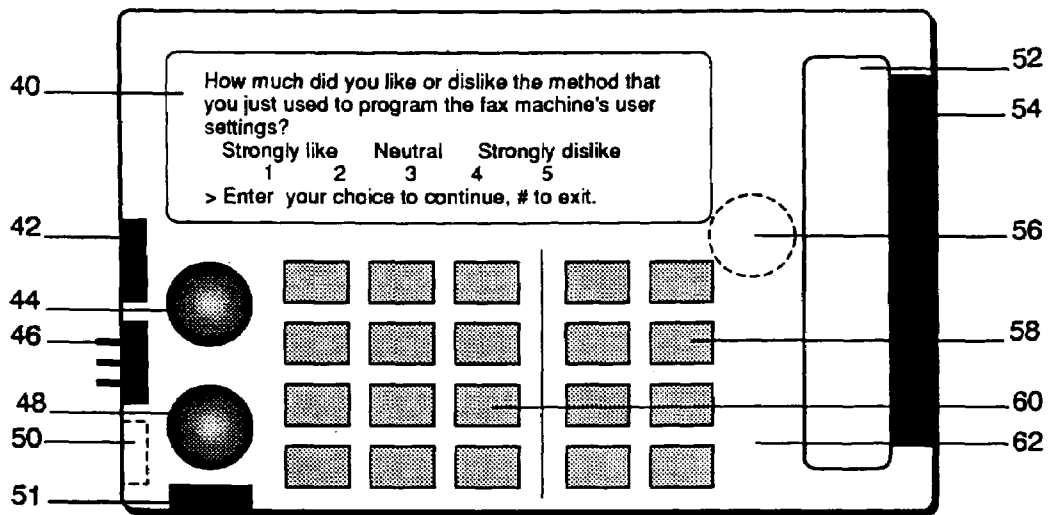 How much did you like or dislike the method that
you just used to program the fax machine's user
settings?
Strongly like Neutral Strongly dislike
1 2 3 4 5
> Enter your choice to continue, # to exit.
40
42
44
46
48
50
51
52
54
56
58
60
62